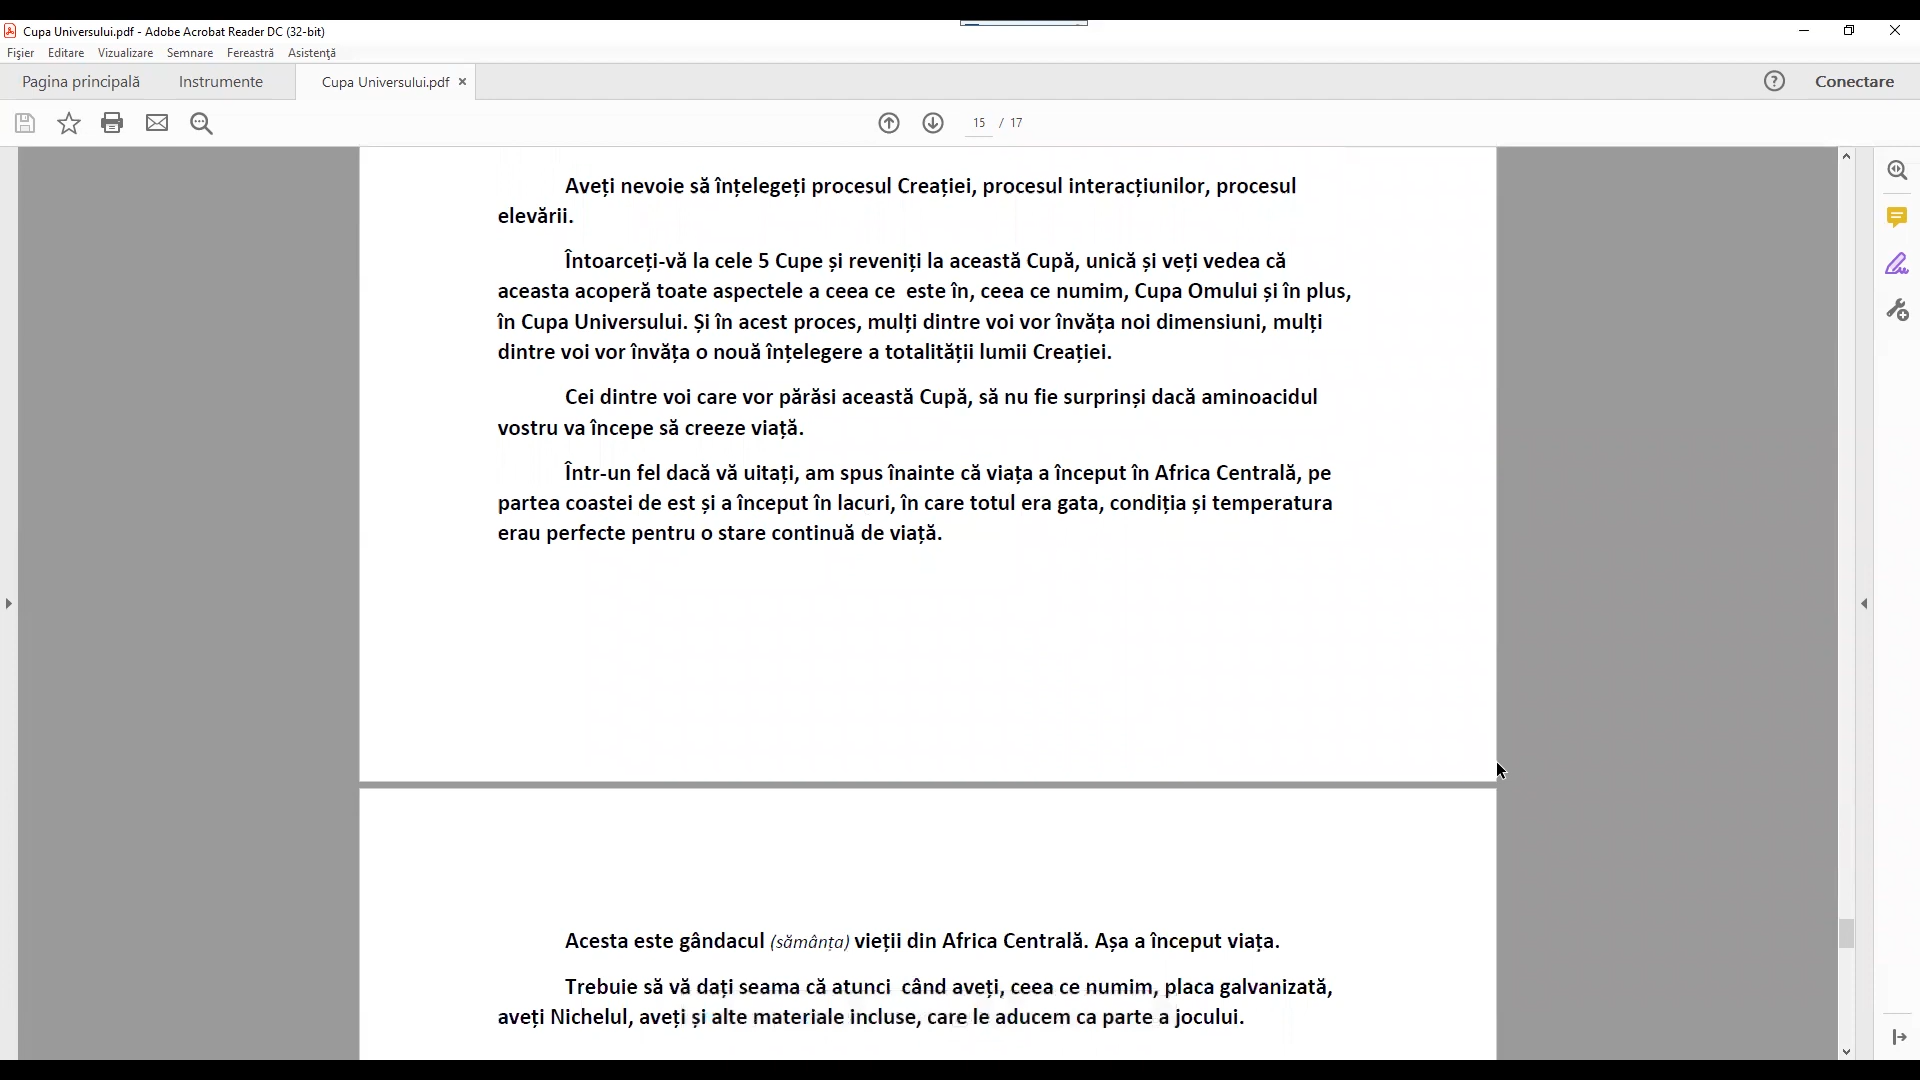 Cupa Universului.pdf - Adobe Acrobat Reader DC (32-bit)
Fișier Editare Vizualizare Semnare Fereastră Asistență
Pagina principală Instrumente Cupa Universului.pdf × Conectare
15 / 17
Aveți nevoie să înțelegeți procesul Creației, procesul interacțiunilor, procesul
elevării.
Întoarceți-vă la cele 5 Cupe și reveniți la această Cupă, unică și veți vedea că
aceasta acoperă toate aspectele a ceea ce este în, ceea ce numim, Cupa Omului și în plus,
în Cupa Universului. Și în acest proces, mulți dintre voi vor învăța noi dimensiuni, mulți
dintre voi vor învăța o nouă înțelegere a totalității lumii Creației.
Cei dintre voi care vor părăsi această Cupă, să nu fie surprinși dacă aminoacidul
vostru va începe să creeze viață.
Într-un fel dacă vă uitați, am spus înainte că viața a început în Africa Centrală, pe
partea coastei de est și a început în lacuri, în care totul era gata, condiția și temperatura
erau perfecte pentru o stare continuă de viață.
Acesta este gândacul (sămânța) vieții din Africa Centrală. Așa a început viața.
Trebuie să vă dați seama că atunci când aveți, ceea ce numim, placa galvanizată,
aveți Nichelul, aveți și alte materiale incluse, care le aducem ca parte a jocului.